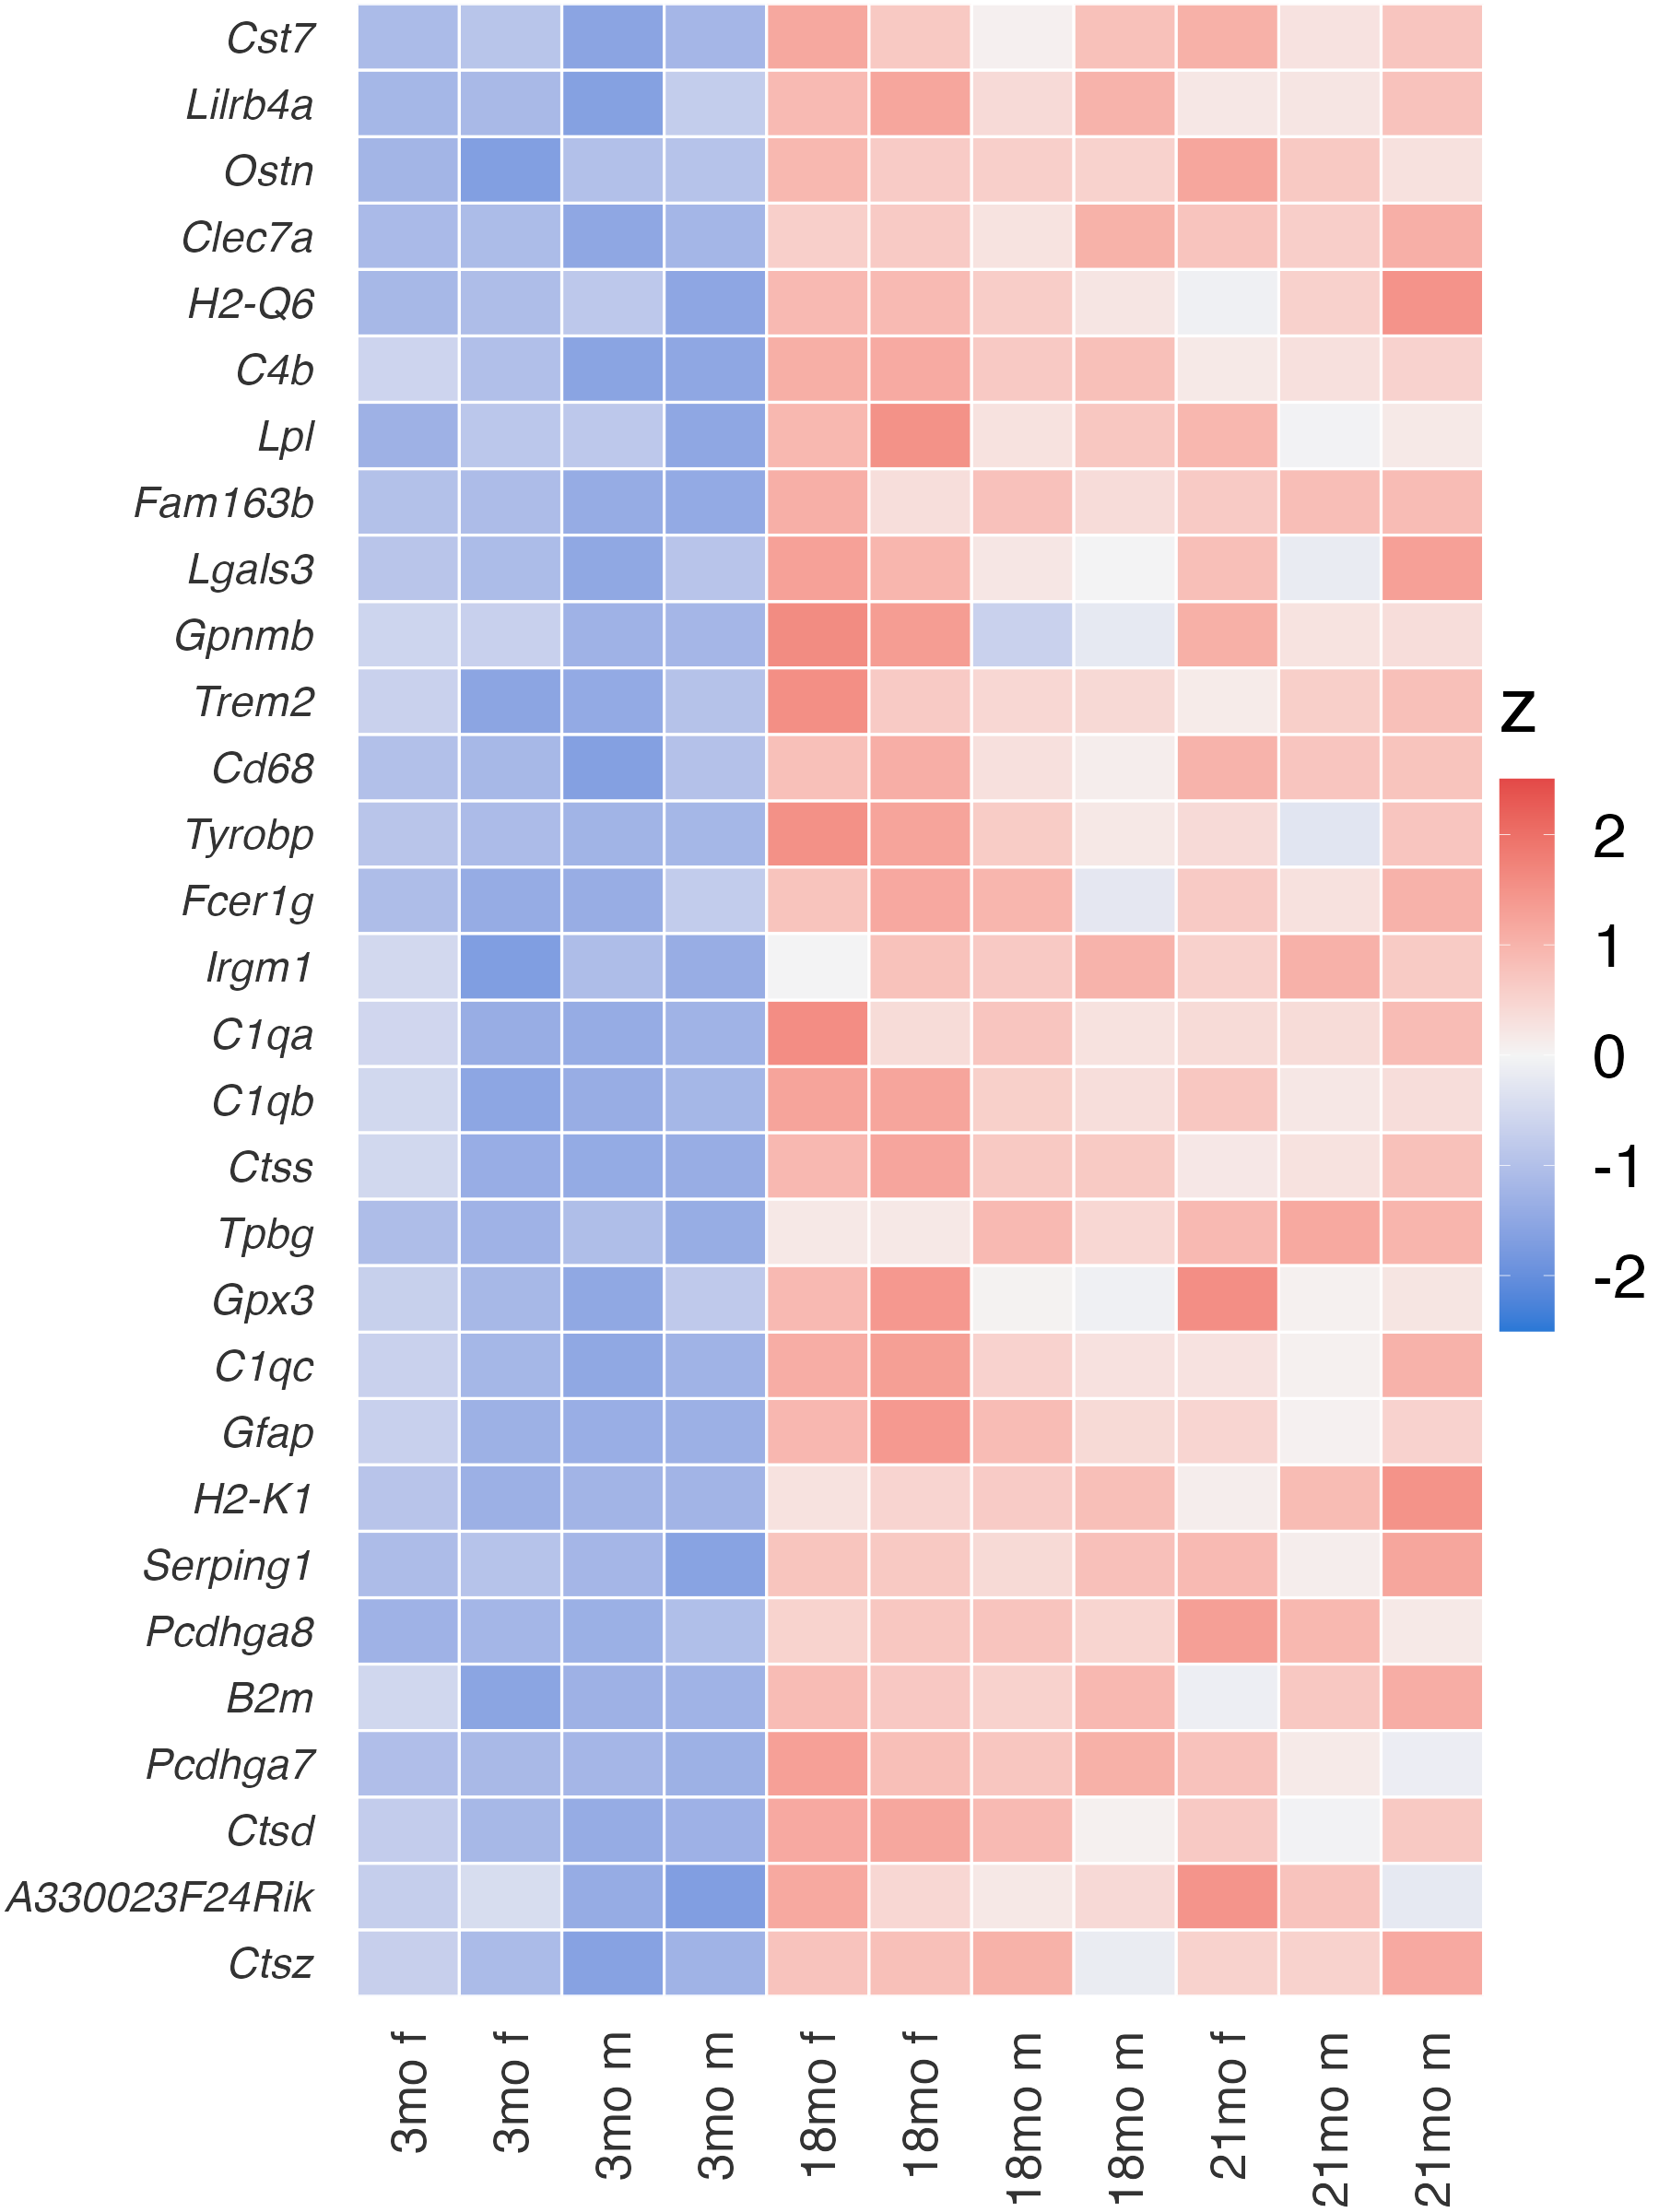 Cst7
Lilrb4a
Ostn
Clec7a
H2-Q6
C4b
Lpl
Fam163b
Lgals3
Gpnmb
Trem2
Cd68
Tyrobp
Fcer1g
Irgm1
C1qa
C1qb
Ctss
Tpbg
Gpx3
C1qc
Gfap
H2-K1
Serping1
Pcdhga8
B2m
Pcdhga7
Ctsd
A330023F24Rik
Ctsz
3mo f
3mo f
3mo m
3mo m
18mo f
18mo f
18mo m
18mo m
21mo f
21mo m
21mo m
z
2
1
0
-1
-2